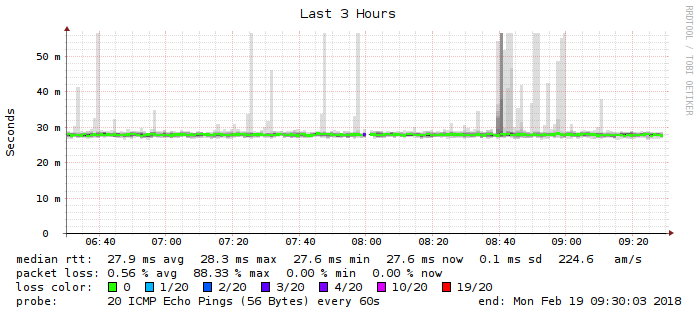 Last 3 Hours
RRDTOOL / TOBI OETIKER
Seconds
50 m
40 m
30 m
20 m
10 m
0
06:40 07:00 07:20 07:40 08:00 08:20 08:40 09:00 09:20
median rtt: 27.9 ms avg 28.3 ms max 27.6 ms min 27.6 ms now 0.1 ms sd 224.6 am/s
packet loss: 0.56 % avg 88.33 % max 0.00 % min 0.00 % now
loss color: 0 1/20 2/20 3/20 4/20 10/20 19/20
probe: 20 ICMP Echo Pings (56 Bytes) every 60s end: Mon Feb 19 09:30:03 2018